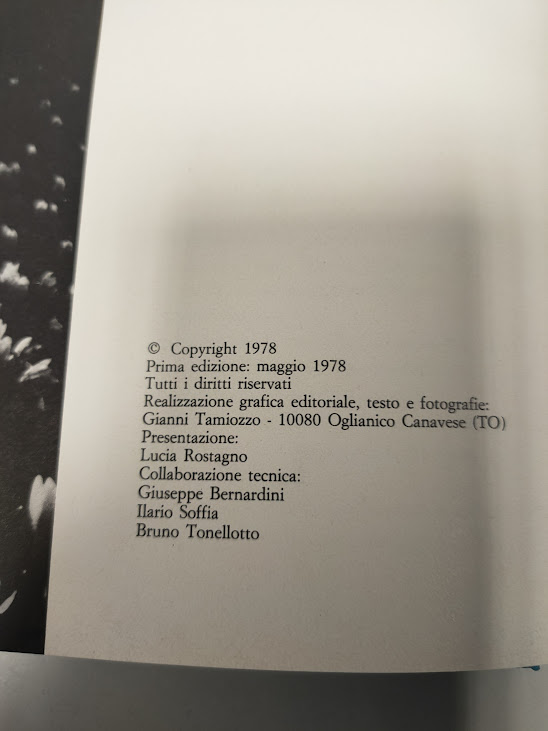 © Copyright 1978
Prima edizione: maggio 1978
Tutti i diritti riservati
Realizzazione grafica editoriale, testo e fotografie:
Gianni Tamiozzo - 10080 Oglianico Canavese (TO)
Presentazione:
Lucia Rostagno
Collaborazione tecnica:
Giuseppe Bernardini
Ilario Soffia
Bruno Tonellotto